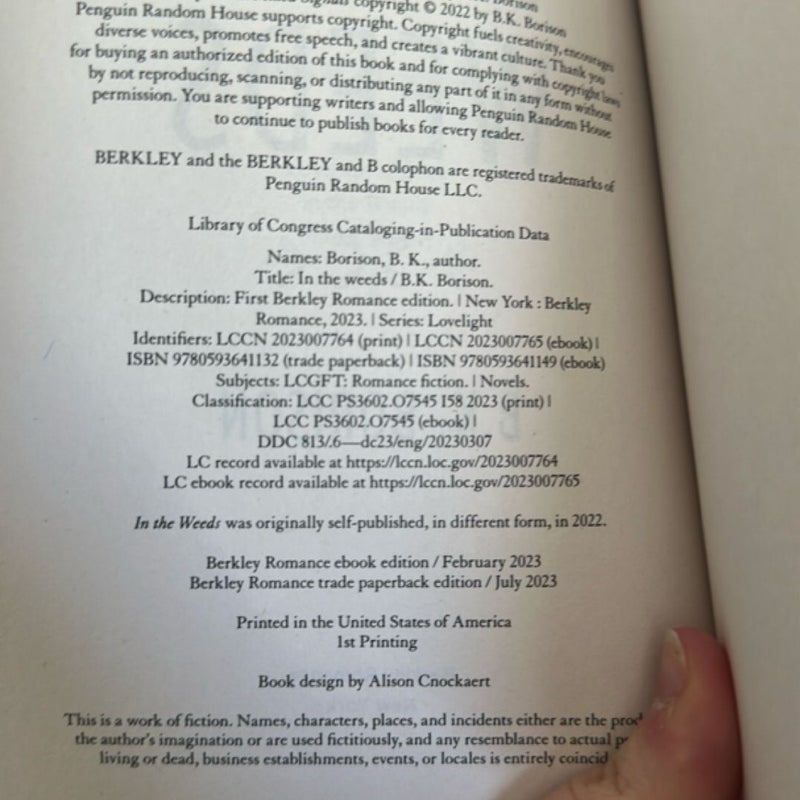 copyright © 2022 by B.K. Borison
Penguin Random House supports copyright. Copyright fuels creativity, encourages
diverse voices, promotes free speech, and creates a vibrant culture. Thank you
for buying an authorized edition of this book and for complying with copyright laws
by not reproducing, scanning, or distributing any part of it in any form without
permission. You are supporting writers and allowing Penguin Random House
to continue to publish books for every reader.
BERKLEY and the BERKLEY and B colophon are registered trademarks of
Penguin Random House LLC.
Library of Congress Cataloging-in-Publication Data
Names: Borison, B. K., author.
Title: In the weeds / B.K. Borison.
Description: First Berkley Romance edition. | New York : Berkley
Romance, 2023. | Series: Lovelight
Identifiers: LCCN 2023007764 (print) | LCCN 2023007765 (ebook) |
ISBN 9780593641132 (trade paperback) | ISBN 9780593641149 (ebook)
Subjects: LCGFT: Romance fiction. | Novels.
Classification: LCC PS3602.O7545 I58 2023 (print) |
LCC PS3602.O7545 (ebook) |
DDC 813/.6—dc23/eng/20230307
LC record available at https://lccn.loc.gov/2023007764
LC ebook record available at https://lccn.loc.gov/2023007765
In the Weeds was originally self-published, in different form, in 2022.
Berkley Romance ebook edition / February 2023
Berkley Romance trade paperback edition / July 2023
Printed in the United States of America
1st Printing
Book design by Alison Cnockaert
This is a work of fiction. Names, characters, places, and incidents either are the prod
the author's imagination or are used fictitiously, and any resemblance to actual p
living or dead, business establishments, events, or locales is entirely coincid